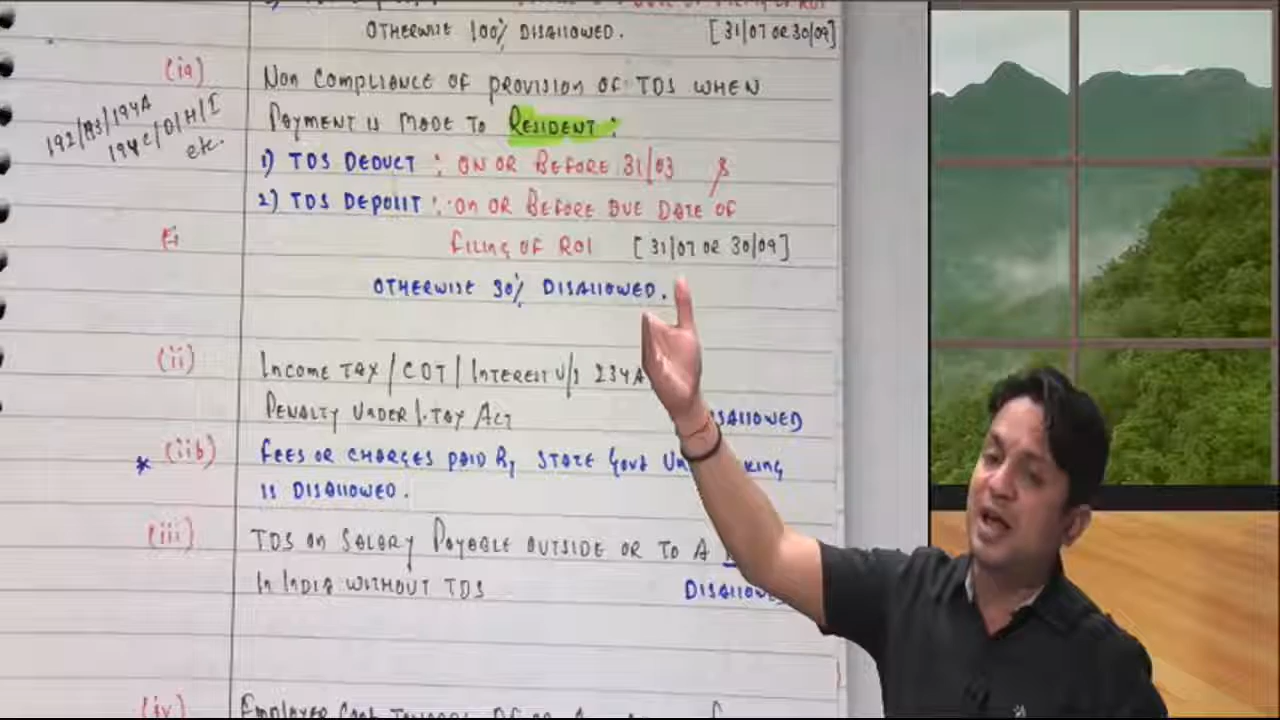 OTHERWISE 100% DISALLOWED. [31/07 OR 30/09]
(ia) NON COMPLIANCE OF PROVISION OF TDS WHEN
PAYMENT IS MADE TO RESIDENT :
192/93/194A
194C/D/H/I
etc.
1) TDS DEDUCT : ON OR BEFORE 31/03 &
2) TDS DEPOSIT : ON OR BEFORE DUE DATE OF
FILING OF ROI [31/07 OR 30/09]
OTHERWISE 30% DISALLOWED.
(ii) INCOME TAX / CDT / INTEREST U/S 234A
PENALTY UNDER I.TAX ACT
* (iib) FEES OR CHARGES PAID BY STATE GOVT
IS DISALLOWED.
(iii) TDS ON SALARY PAYABLE OUTSIDE OR TO A
IN INDIA WITHOUT TDS
(iv) EMPLOYER